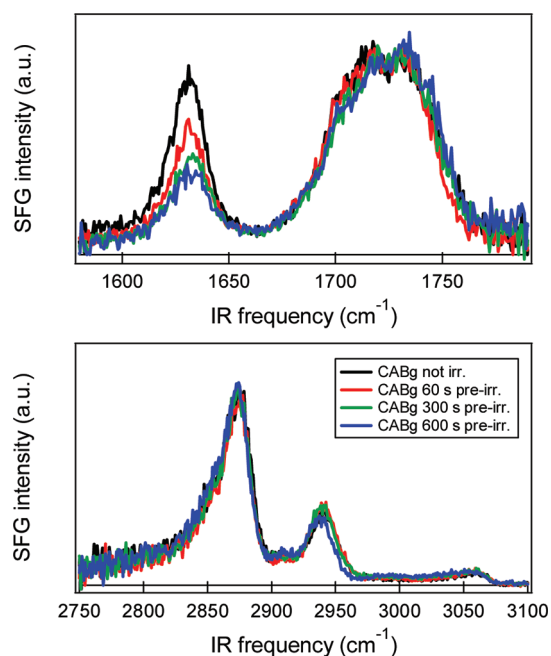 SFG intensity (a.u.)
1600 1650 1700 1750
IR frequency (cm⁻¹)
SFG intensity (a.u.)
CABg not irr.
CABg 60 s pre-irr.
CABg 300 s pre-irr.
CABg 600 s pre-irr.
2750 2800 2850 2900 2950 3000 3050 3100
IR frequency (cm⁻¹)